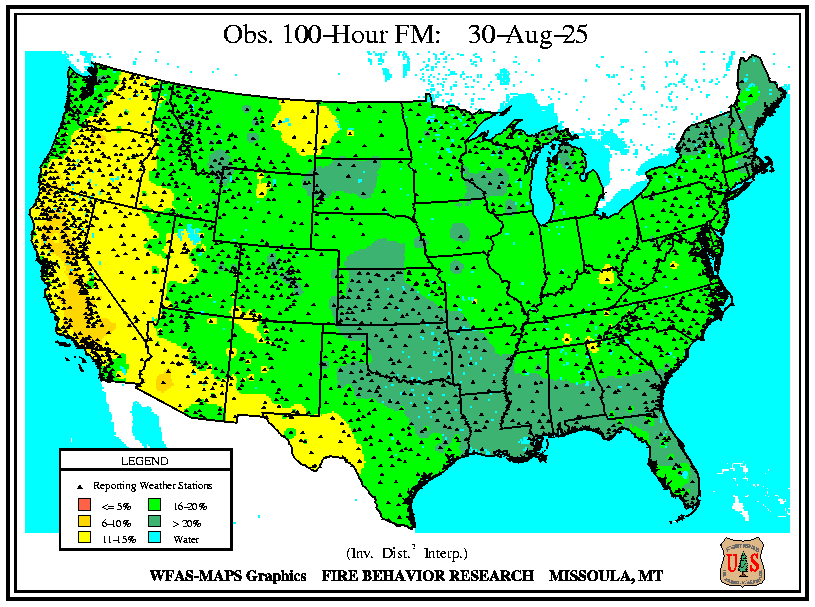 Obs. 100-Hour FM: 30-Aug-25
LEGEND
Reporting Weather Stations
<= 5% 16-20%
6-10% > 20%
11-15% Water
(Inv. Dist.² Interp.)
WFAS-MAPS Graphics FIRE BEHAVIOR RESEARCH MISSOULA, MT
U S